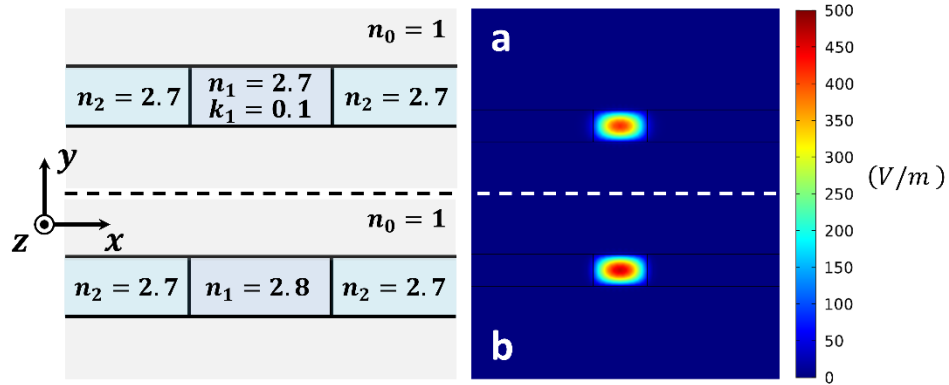 n₀ = 1
n₂ = 2.7
n₁ = 2.7
k₁ = 0.1
n₂ = 2.7
y
z
x
n₀ = 1
n₂ = 2.7
n₁ = 2.8
n₂ = 2.7
a
b
500
450
400
350
300
250
200
150
100
50
0
(V/m)